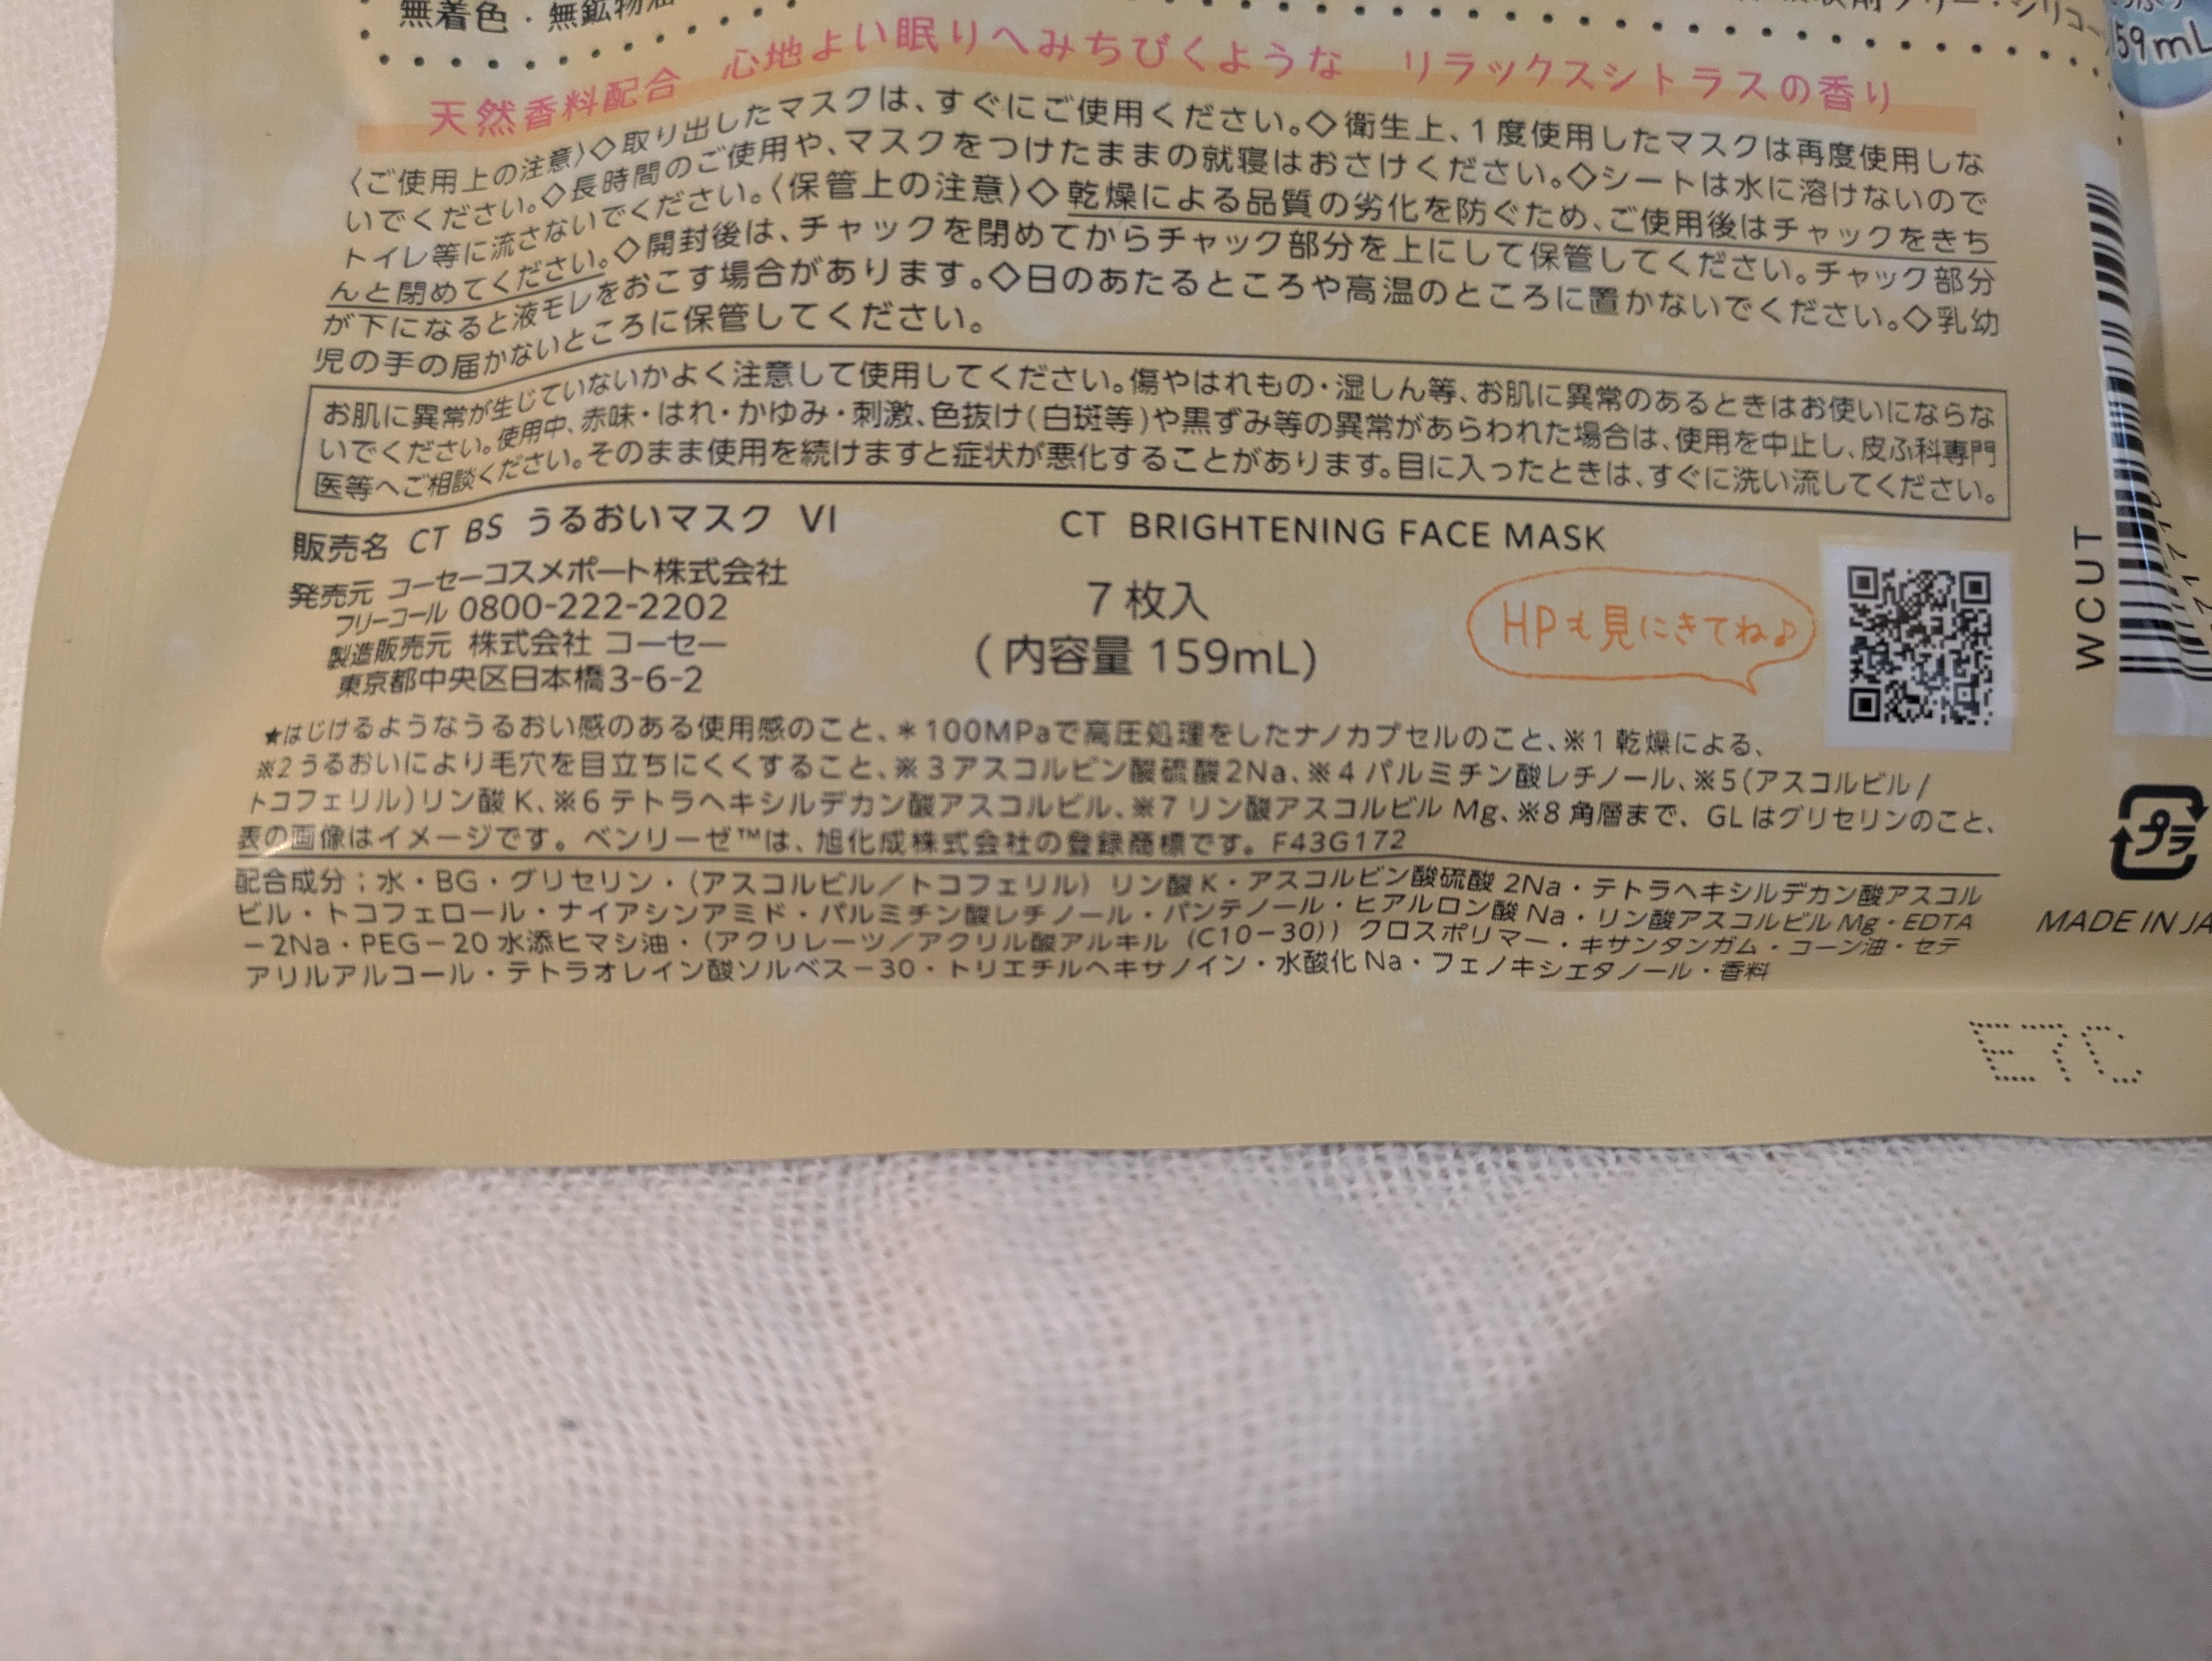 無着色・無鉱物油
59mL
天然香料配合 心地よい眠りへみちびくような リラックスシトラスの香り
〈ご使用上の注意〉◇取り出したマスクは、すぐにご使用ください。◇衛生上、1度使用したマスクは再度使用しな
いでください。◇長時間のご使用や、マスクをつけたままの就寝はおさけください。◇シートは水に溶けないので
トイレ等に流さないでください。〈保管上の注意〉◇乾燥による品質の劣化を防ぐため、ご使用後はチャックをきち
んと閉めてください。◇開封後は、チャックを閉めてからチャック部分を上にして保管してください。チャック部分
が下になると液モレをおこす場合があります。◇日のあたるところや高温のところに置かないでください。◇乳幼
児の手の届かないところに保管してください。
お肌に異常が生じていないかよく注意して使用してください。傷やはれもの・湿しん等、お肌に異常のあるときはお使いにならな
いでください。使用中、赤味・はれ・かゆみ・刺激、色抜け(白斑等)や黒ずみ等の異常があらわれた場合は、使用を中止し、皮ふ科専門
医等へご相談ください。そのまま使用を続けますと症状が悪化することがあります。目に入ったときは、すぐに洗い流してください。
販売名 CT BS うるおいマスク VI
発売元 コーセーコスメポート株式会社
フリーコール 0800-222-2202
製造販売元 株式会社 コーセー
東京都中央区日本橋3-6-2
CT BRIGHTENING FACE MASK
7枚入
(内容量 159mL)
HPも見にきてね♪
WCUT
★はじけるようなうるおい感のある使用感のこと、＊100MPaで高圧処理をしたナノカプセルのこと、※1 乾燥による、
※2 うるおいにより毛穴を目立ちにくくすること、※3 アスコルビン酸硫酸2Na、※4 パルミチン酸レチノール、※5(アスコルビル/
トコフェリル)リン酸K、※6 テトラヘキシルデカン酸アスコルビル、※7 リン酸アスコルビル Mg、※8 角層まで、GLはグリセリンのこと、
表の画像はイメージです。ベンリーゼ™は、旭化成株式会社の登録商標です。F43G172
配合成分；水・BG・グリセリン・(アスコルビル／トコフェリル) リン酸K・アスコルビン酸硫酸 2Na・テトラヘキシルデカン酸アスコル
ビル・トコフェロール・ナイアシンアミド・パルミチン酸レチノール・パンテノール・ヒアルロン酸 Na・リン酸アスコルビル Mg・EDTA
－2Na・PEG－20 水添ヒマシ油・(アクリレーツ／アクリル酸アルキル (C10－30)) クロスポリマー・キサンタンガム・コーン油・セテ
アリルアルコール・テトラオレイン酸ソルベス－30・トリエチルヘキサノイン・水酸化 Na・フェノキシエタノール・香料
プラ
MADE IN JA
E7C